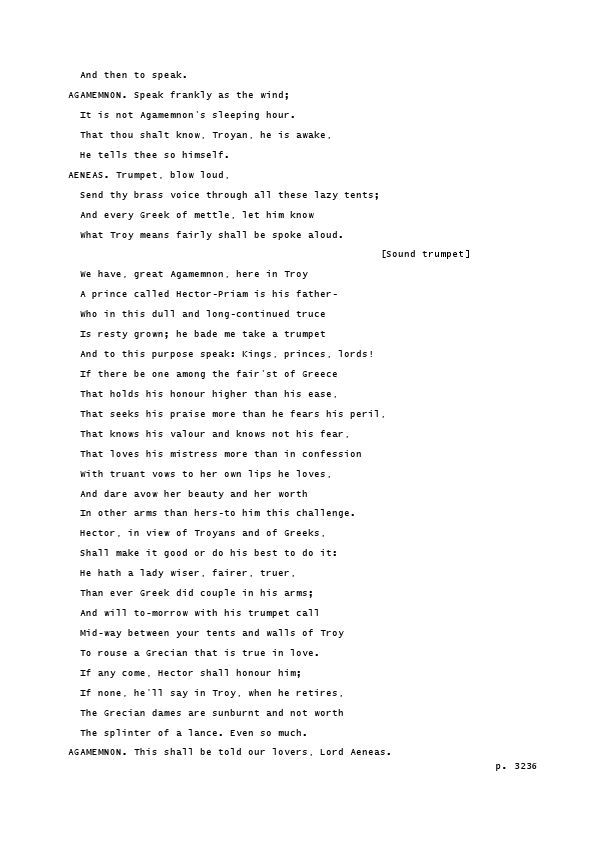 And then to speak.
AGAMEMNON. Speak frankly as the wind;
It is not Agamemnon's sleeping hour.
That thou shalt know, Troyan, he is awake,
He tells thee so himself.
AENEAS. Trumpet, blow loud,
Send thy brass voice through all these lazy tents;
And every Greek of mettle, let him know
What Troy means fairly shall be spoke aloud.
[Sound trumpet]
We have, great Agamemnon, here in Troy
A prince called Hector-Priam is his father-
Who in this dull and long-continued truce
Is resty grown; he bade me take a trumpet
And to this purpose speak: Kings, princes, lords!
If there be one among the fair'st of Greece
That holds his honour higher than his ease,
That seeks his praise more than he fears his peril,
That knows his valour and knows not his fear,
That loves his mistress more than in confession
With truant vows to her own lips he loves,
And dare avow her beauty and her worth
In other arms than hers-to him this challenge.
Hector, in view of Troyans and of Greeks,
Shall make it good or do his best to do it:
He hath a lady wiser, fairer, truer,
Than ever Greek did couple in his arms;
And will to-morrow with his trumpet call
Mid-way between your tents and walls of Troy
To rouse a Grecian that is true in love.
If any come, Hector shall honour him;
If none, he'll say in Troy, when he retires,
The Grecian dames are sunburnt and not worth
The splinter of a lance. Even so much.
AGAMEMNON. This shall be told our lovers, Lord Aeneas.
p. 3236